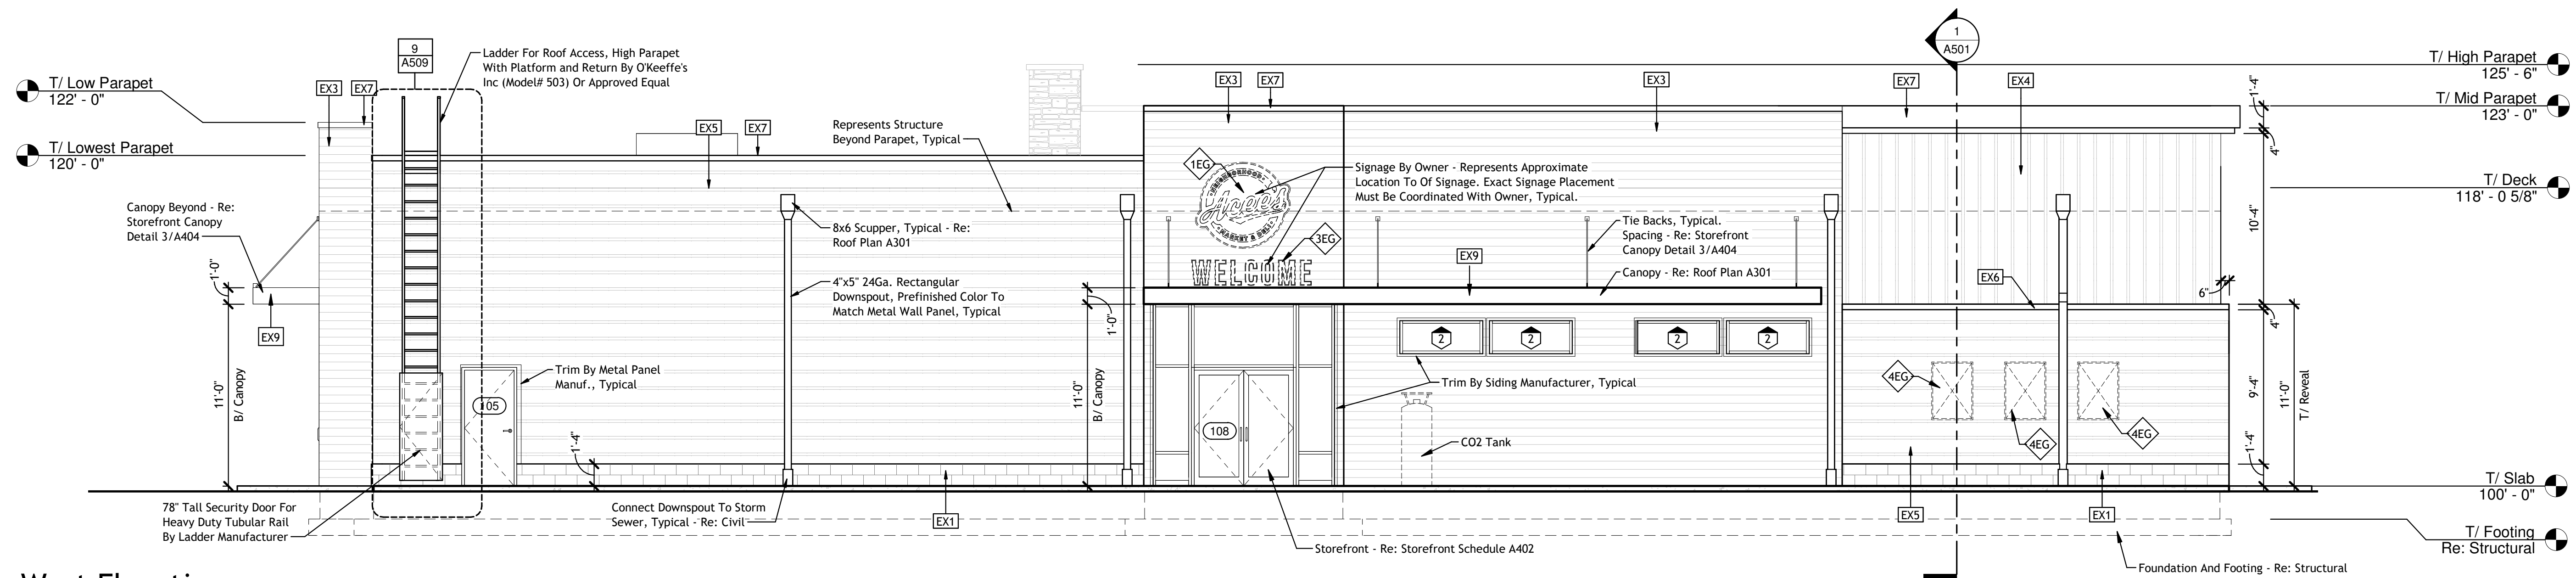 T/ Low Parapet
122' - 0"
T/ Lowest Parapet
120' - 0"
EX3
EX7
9
A509
Ladder For Roof Access, High Parapet
With Platform and Return By O'Keeffe's
Inc (Model# 503) Or Approved Equal
EX5
EX7
Represents Structure
Beyond Parapet, Typical
EX3
EX7
EX3
EX7
EX4
1
A501
T/ High Parapet
125' - 6"
T/ Mid Parapet
123' - 0"
T/ Deck
118' - 0 5/8"
1'-4"
4"
10'-4"
6"
4"
9'-4"
11'-0"
T/ Reveal
1'-4"
Canopy Beyond - Re:
Storefront Canopy
Detail 3/A404
1'-0"
EX9
11'-0"
B/ Canopy
8x6 Scupper, Typical - Re:
Roof Plan A301
4"x5" 24Ga. Rectangular
Downspout, Prefinished Color To
Match Metal Wall Panel, Typical
1EG
NEIGHBORHOOD
MARKET & DELI
3EG
WELCOME
Signage By Owner - Represents Approximate
Location To Of Signage. Exact Signage Placement
Must Be Coordinated With Owner, Typical.
Tie Backs, Typical.
Spacing - Re: Storefront
Canopy Detail 3/A404
EX9
Canopy - Re: Roof Plan A301
EX6
1'-0"
11'-0"
B/ Canopy
2
2
2
2
Trim By Metal Panel
Manuf., Typical
105
1'-4"
Trim By Siding Manufacturer, Typical
108
CO2 Tank
4EG
4EG
4EG
78" Tall Security Door For
Heavy Duty Tubular Rail
By Ladder Manufacturer
Connect Downspout To Storm
Sewer, Typical - Re: Civil
EX1
Storefront - Re: Storefront Schedule A402
EX5
EX1
T/ Slab
100' - 0"
T/ Footing
Re: Structural
Foundation And Footing - Re: Structural